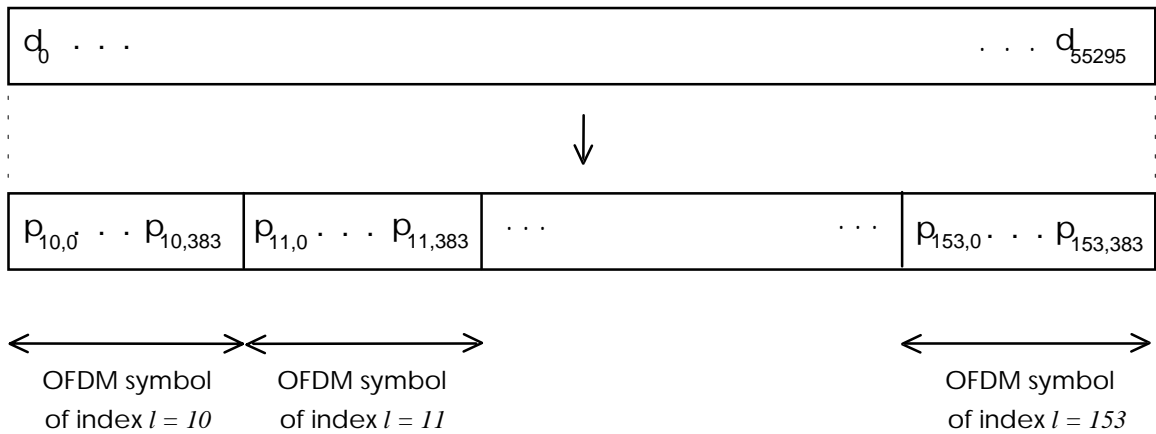 d0 . . . . . . d55295
p10,0 . . . p10,383 p11,0 . . . p11,383 . . . . . . p153,0 . . . p153,383
OFDM symbol OFDM symbol OFDM symbol
of index l = 10 of index l = 11 of index l = 153